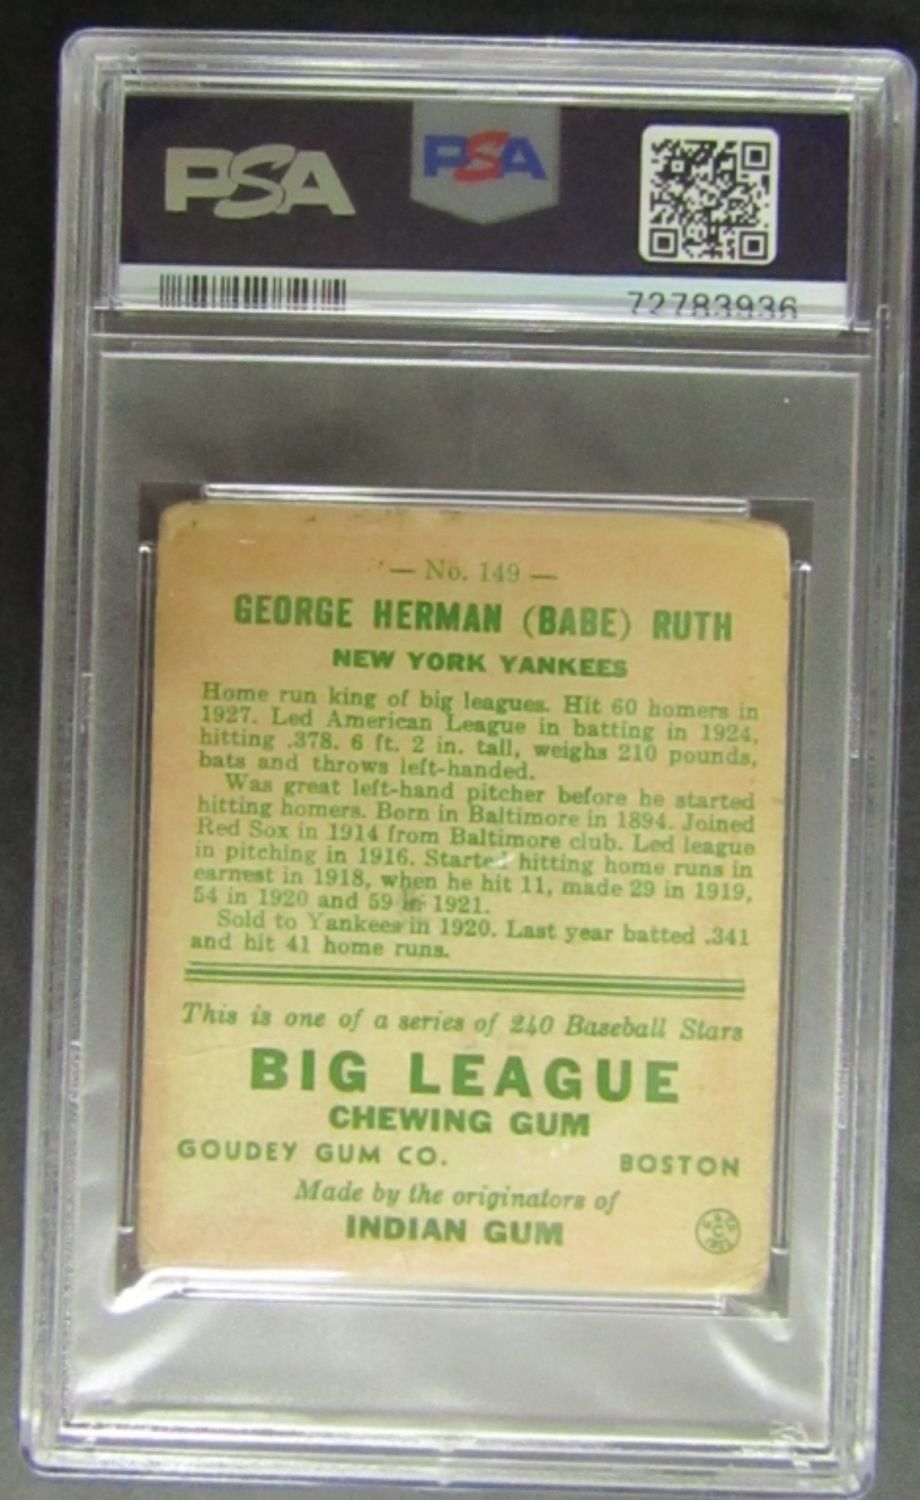 PSA PSA
72783936
— No. 149 —
GEORGE HERMAN (BABE) RUTH
NEW YORK YANKEES
Home run king of big leagues. Hit 60 homers in
1927. Led American League in batting in 1924,
hitting .378. 6 ft. 2 in. tall, weighs 210 pounds,
bats and throws left-handed.
Was great left-hand pitcher before he started
hitting homers. Born in Baltimore in 1894. Joined
Red Sox in 1914 from Baltimore club. Led league
in pitching in 1916. Started hitting home runs in
earnest in 1918, when he hit 11, made 29 in 1919,
54 in 1920 and 59 in 1921.
Sold to Yankees in 1920. Last year batted .341
and hit 41 home runs.
This is one of a series of 240 Baseball Stars
BIG LEAGUE
CHEWING GUM
GOUDEY GUM CO. BOSTON
Made by the originators of
INDIAN GUM